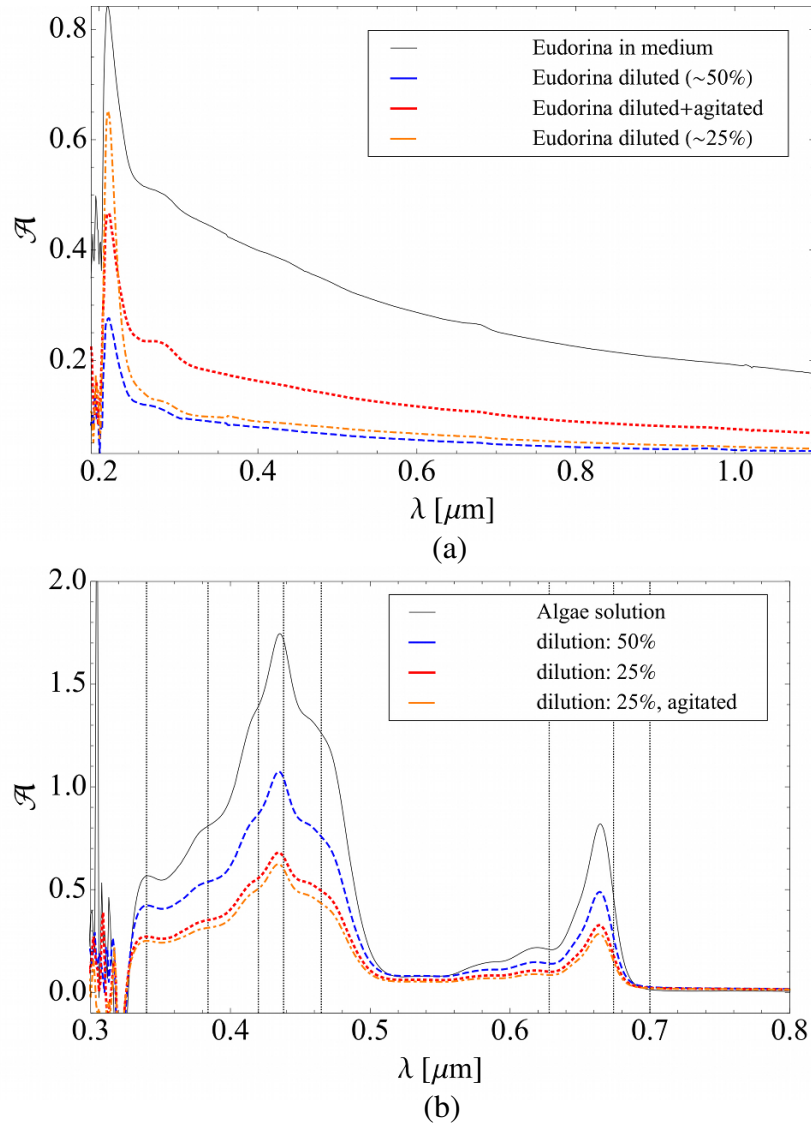 0.8
0.6
0.4
0.2
𝒜
Eudorina in medium
Eudorina diluted (~50%)
Eudorina diluted+agitated
Eudorina diluted (~25%)
0.2 0.4 0.6 0.8 1.0
λ [μm]
(a)
2.0
1.5
1.0
0.5
0.0
𝒜
Algae solution
dilution: 50%
dilution: 25%
dilution: 25%, agitated
0.3 0.4 0.5 0.6 0.7 0.8
λ [μm]
(b)